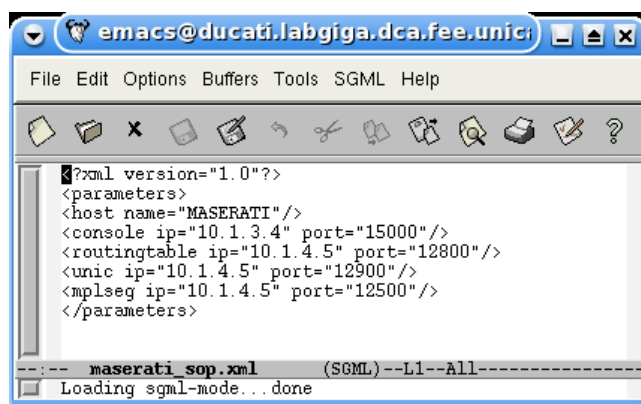 emacs@ducati.labgiga.dca.fee.unic
File Edit Options Buffers Tools SGML Help
<?xml version="1.0"?>
<parameters>
<host name="MASERATI"/>
<console ip="10.1.3.4" port="15000"/>
<routingtable ip="10.1.4.5" port="12800"/>
<unic ip="10.1.4.5" port="12900"/>
<mplseg ip="10.1.4.5" port="12500"/>
</parameters>
--:-- maserati_sop.xml (SGML)--L1--All----------------
Loading sgml-mode...done